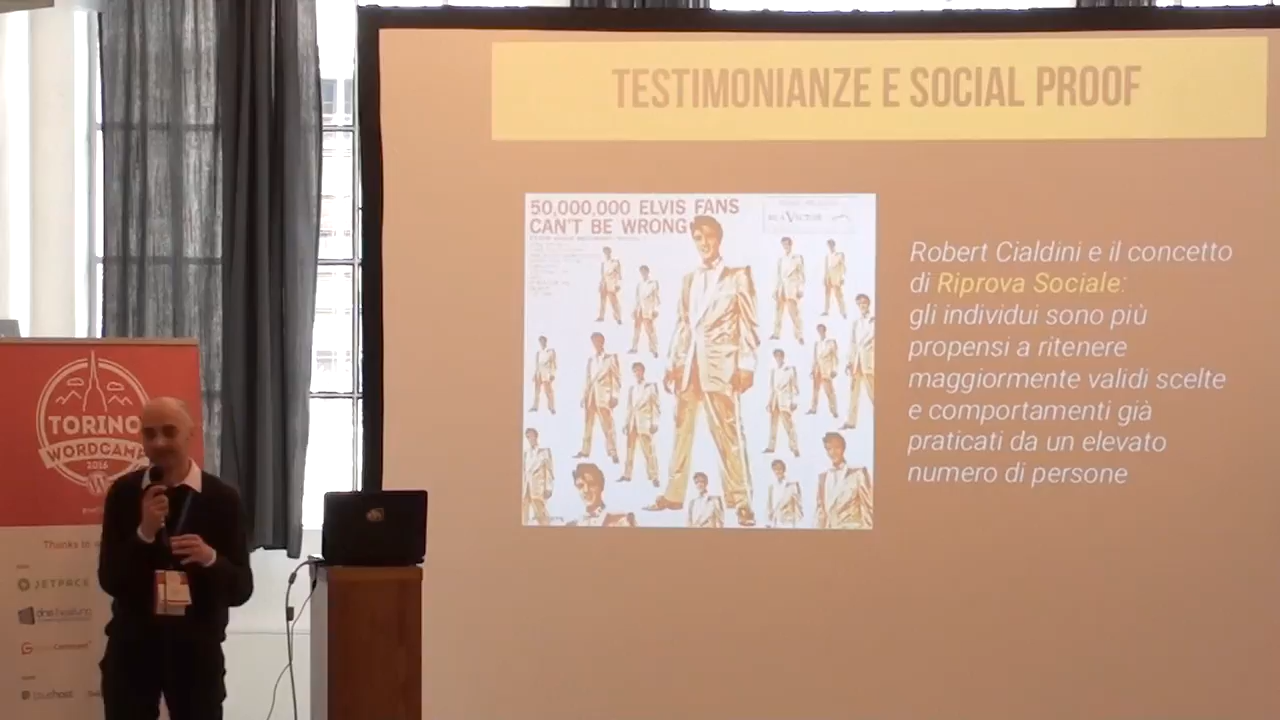 TESTIMONIANZE E SOCIAL PROOF
50,000,000 ELVIS FANS
CAN'T BE WRONG
Robert Cialdini e il concetto
di Riprova Sociale:
gli individui sono più
propensi a ritenere
maggiormente validi scelte
e comportamenti già
praticati da un elevato
numero di persone
TORINO
WORDCAMP
2016
Thanks to
JETPACK